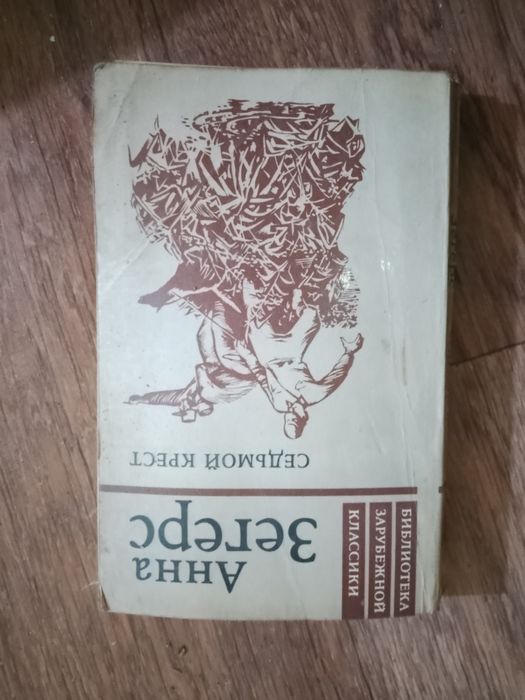 БИБЛИОТЕКА
ЗАРУБЕЖНОЙ
КЛАССИКИ
Анна
Зегерс
СЕДЬМОЙ КРЕСТ